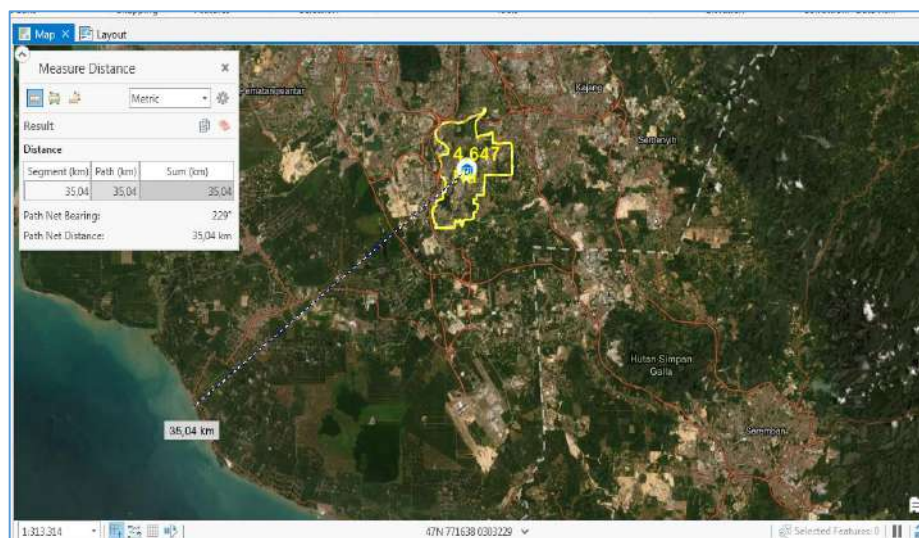 Map
Layout
Measure Distance
Metric
Result
Distance
Segment (km) Path (km) Sum (km)
35,04 35,04 35,04
Path Net Bearing: 229°
Path Net Distance: 35,04 km
Kajang
Semenyih
4.647
35,04 km
Hutan Simpan
Galla
Seremban
1:313.314
47N 771638 0303229
Selected Features: 0